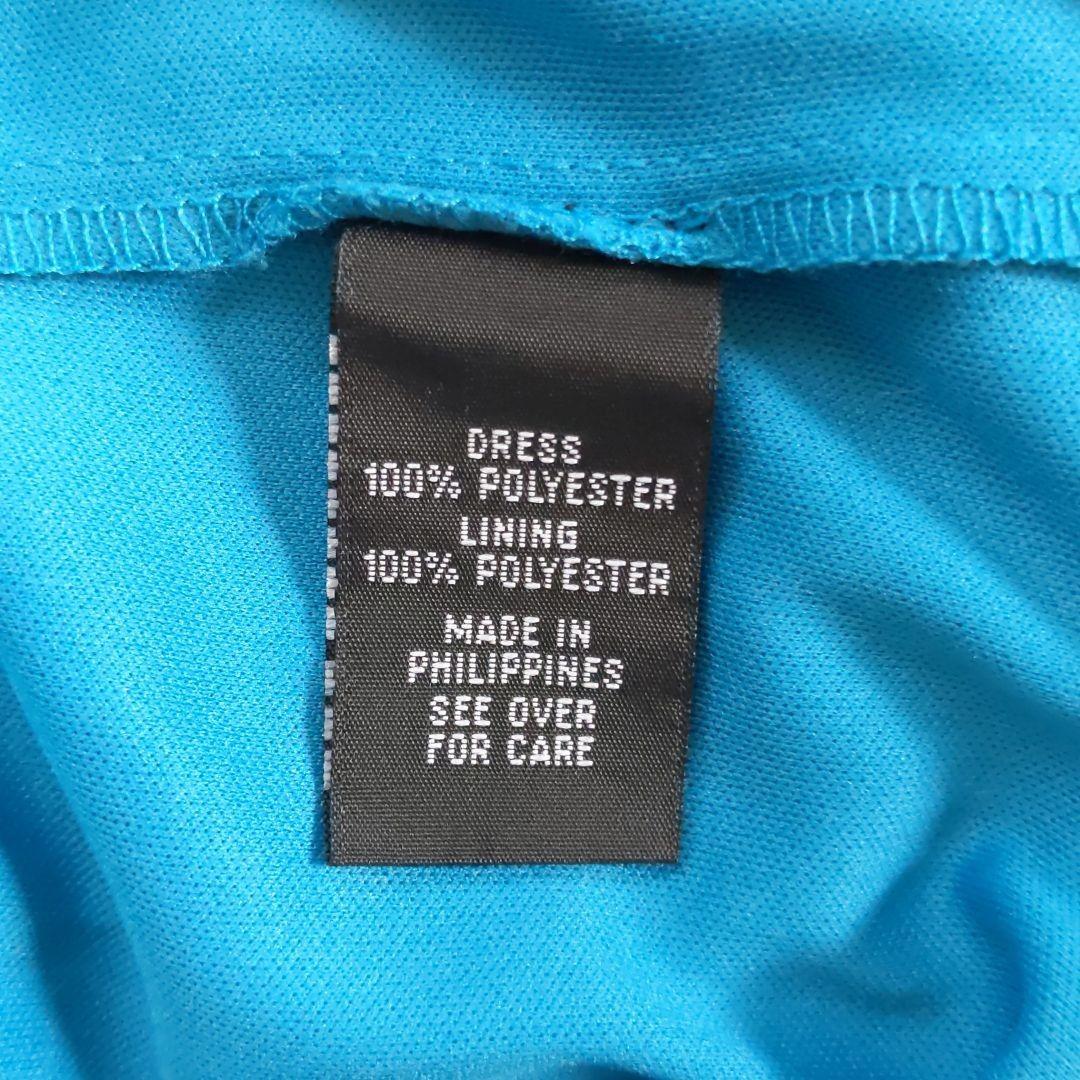 DRESS
100% POLYESTER
LINING
100% POLYESTER
MADE IN
PHILIPPINES
SEE OVER
FOR CARE